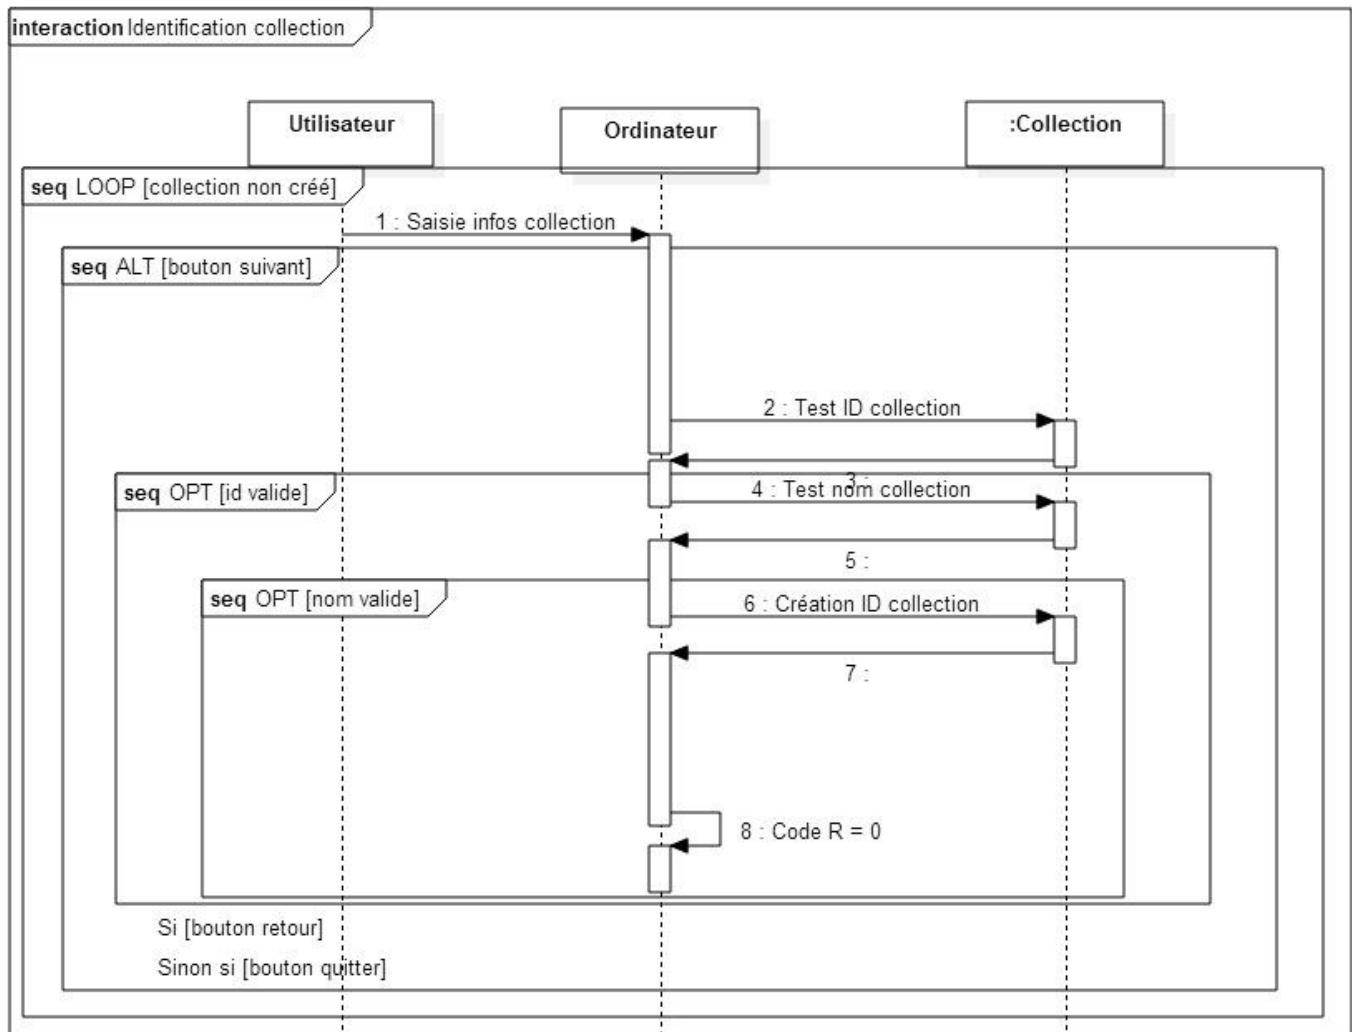 interaction Identification collection
Utilisateur
Ordinateur
:Collection
seq LOOP [collection non créé]
1 : Saisie infos collection
seq ALT [bouton suivant]
2 : Test ID collection
3 :
seq OPT [id valide]
4 : Test nom collection
5 :
seq OPT [nom valide]
6 : Création ID collection
7 :
8 : Code R = 0
Si [bouton retour]
Sinon si [bouton quitter]